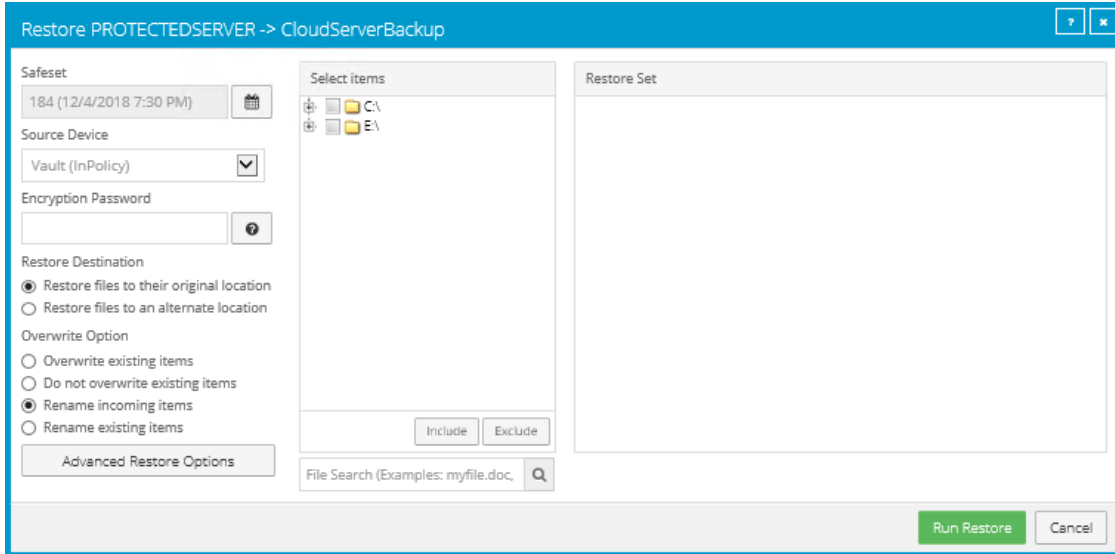 Restore PROTECTEDSERVER -> CloudServerBackup
?
×
Safeset
184 (12/4/2018 7:30 PM)
Source Device
Vault (InPolicy)
Encryption Password
?
Restore Destination
Restore files to their original location
Restore files to an alternate location
Overwrite Option
Overwrite existing items
Do not overwrite existing items
Rename incoming items
Rename existing items
Advanced Restore Options
Select items
C:\
E:\
Include
Exclude
File Search (Examples: myfile.doc,
Restore Set
Run Restore
Cancel